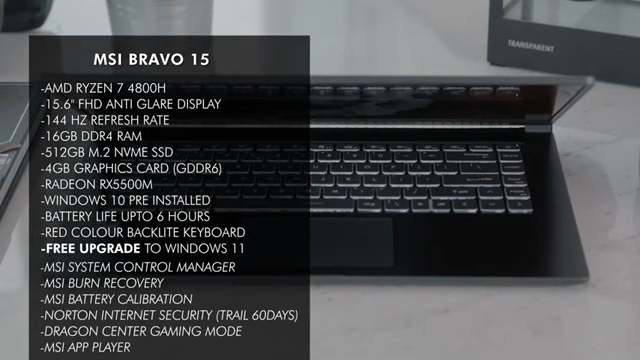 TRANSPARENT
MSI BRAVO 15
-AMD RYZEN 7 4800H
-15.6" FHD ANTI GLARE DISPLAY
-144 HZ REFRESH RATE
-16GB DDR4 RAM
-512GB M.2 NVME SSD
-4GB GRAPHICS CARD (GDDR6)
-RADEON RX5500M
-WINDOWS 10 PRE INSTALLED
-BATTERY LIFE UPTO 6 HOURS
-RED COLOUR BACKLITE KEYBOARD
-FREE UPGRADE TO WINDOWS 11
-MSI SYSTEM CONTROL MANAGER
-MSI BURN RECOVERY
-MSI BATTERY CALIBRATION
-NORTON INTERNET SECURITY (TRAIL 60DAYS)
-DRAGON CENTER GAMING MODE
-MSI APP PLAYER